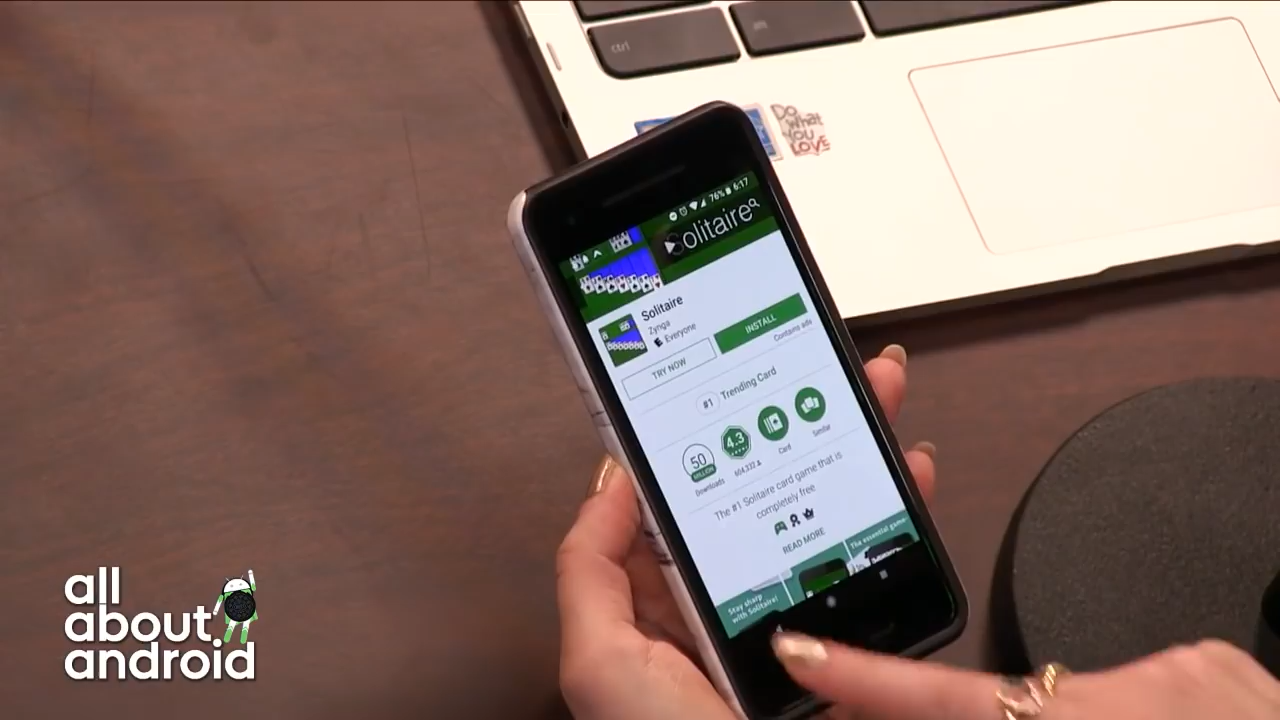 ctrl
alt
DO
What
YOU
LOVE
76% 6:17
Solitaire
Solitaire
Zynga
Everyone
TRY NOW
INSTALL
Contains ads
#1 Trending Card
50
MILLION
Downloads
4.3
604,332
Card
Similar
The #1 Solitaire card game that is
completely free
READ MORE
Stay sharp
with Solitaire!
The essential game
all
about
android